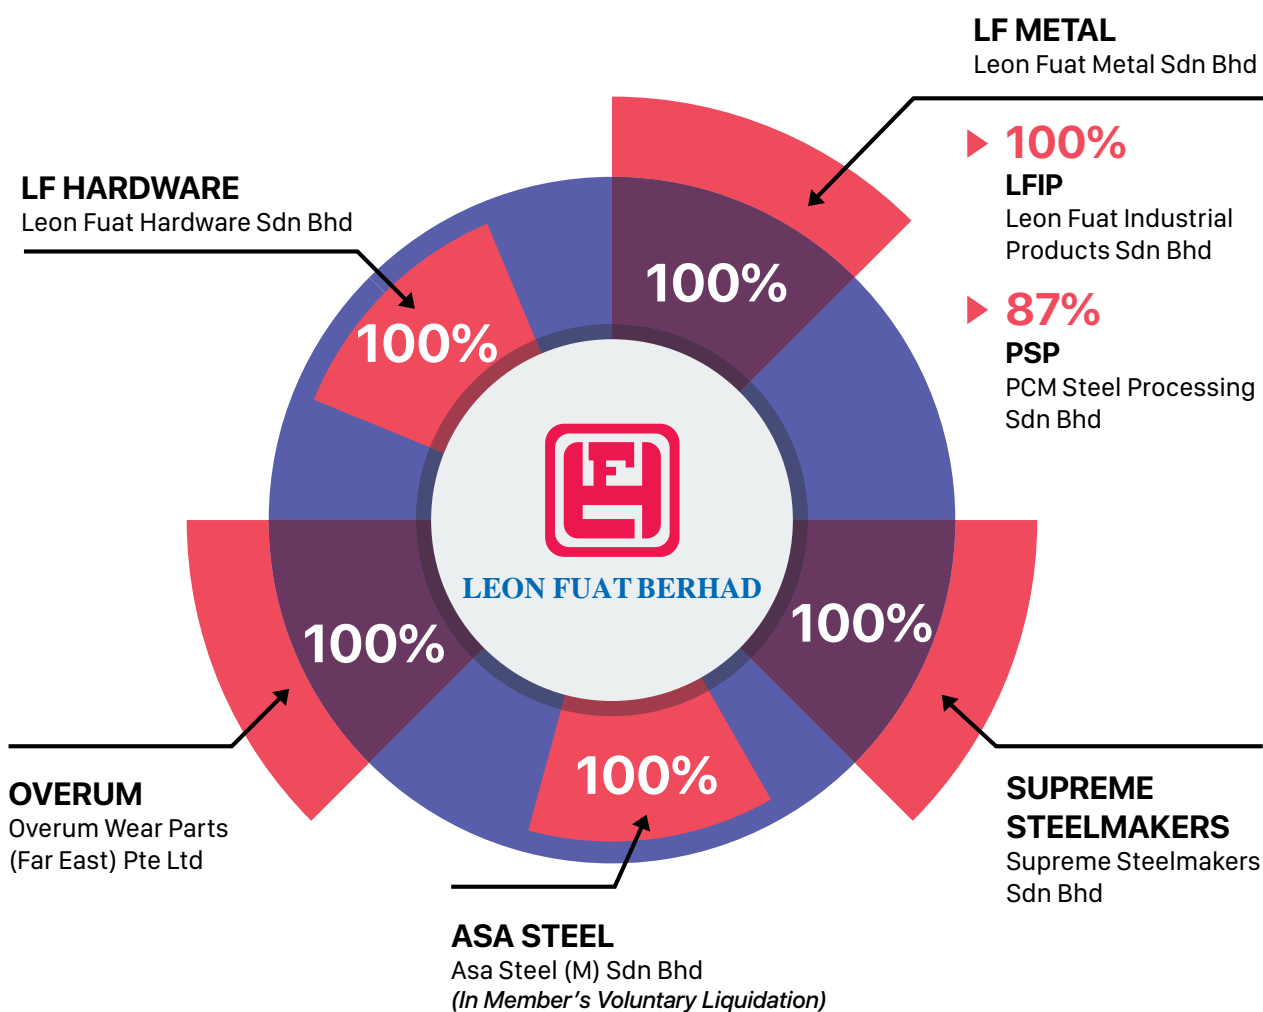 LF METAL
Leon Fuat Metal Sdn Bhd
100%
LFIP
Leon Fuat Industrial
Products Sdn Bhd
87%
PSP
PCM Steel Processing
Sdn Bhd
LF HARDWARE
Leon Fuat Hardware Sdn Bhd
100%
100%
LF
LEON FUAT BERHAD
100%
100%
100%
OVERUM
Overum Wear Parts
(Far East) Pte Ltd
SUPREME
STEELMAKERS
Supreme Steelmakers
Sdn Bhd
ASA STEEL
Asa Steel (M) Sdn Bhd
(In Member's Voluntary Liquidation)